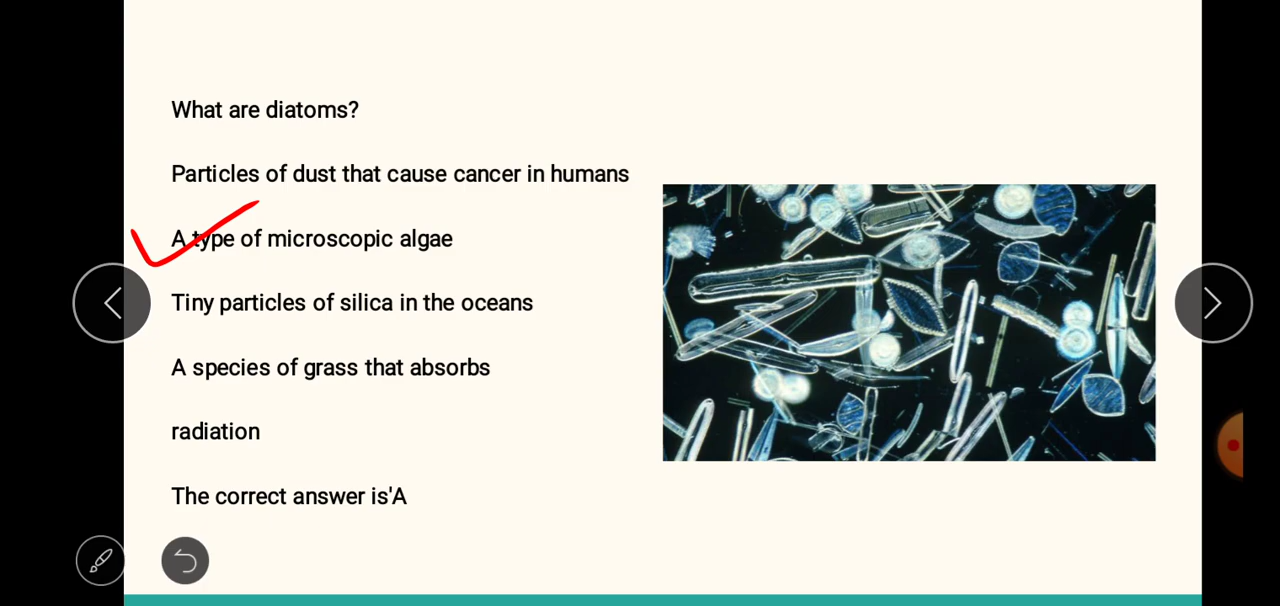 What are diatoms?
Particles of dust that cause cancer in humans
A type of microscopic algae
Tiny particles of silica in the oceans
A species of grass that absorbs
radiation
The correct answer is'A